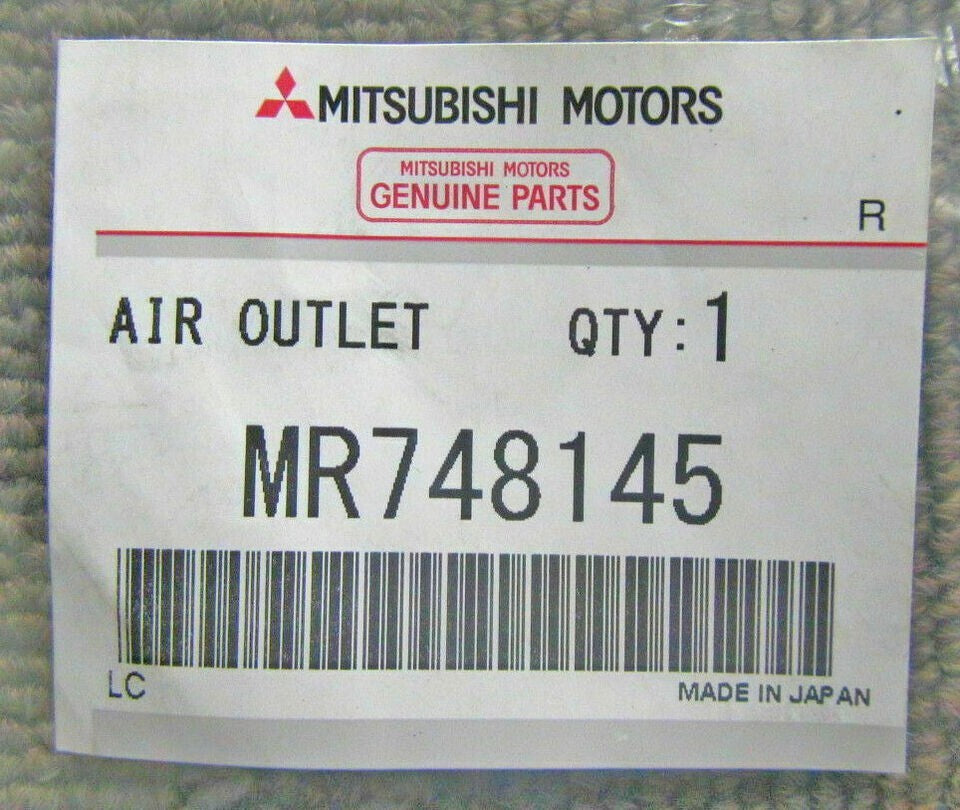 MITSUBISHI MOTORS
MITSUBISHI MOTORS
GENUINE PARTS
R
AIR OUTLET QTY: 1
MR748145
LC MADE IN JAPAN